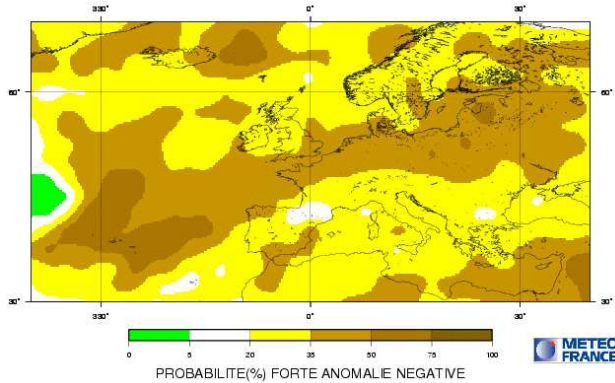 330° 0° 30°
60° 60°
30° 30°
330° 0° 30°
0 5 20 35 50 75 100
PROBABILITE(%) FORTE ANOMALIE NEGATIVE
METEO
FRANCE